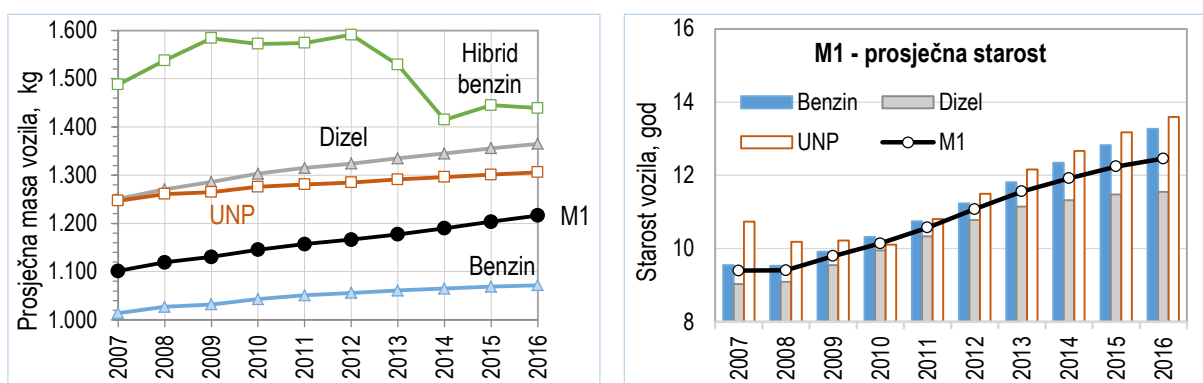 Prosječna masa vozila, kg
1.600
1.500
1.400
1.300
1.200
1.100
1.000
Hibrid
benzin
Dizel
UNP
M1
Benzin
2007
2008
2009
2010
2011
2012
2013
2014
2015
2016
M1 - prosječna starost
Starost vozila, god
16
14
12
10
8
Benzin
Dizel
UNP
M1
2007
2008
2009
2010
2011
2012
2013
2014
2015
2016